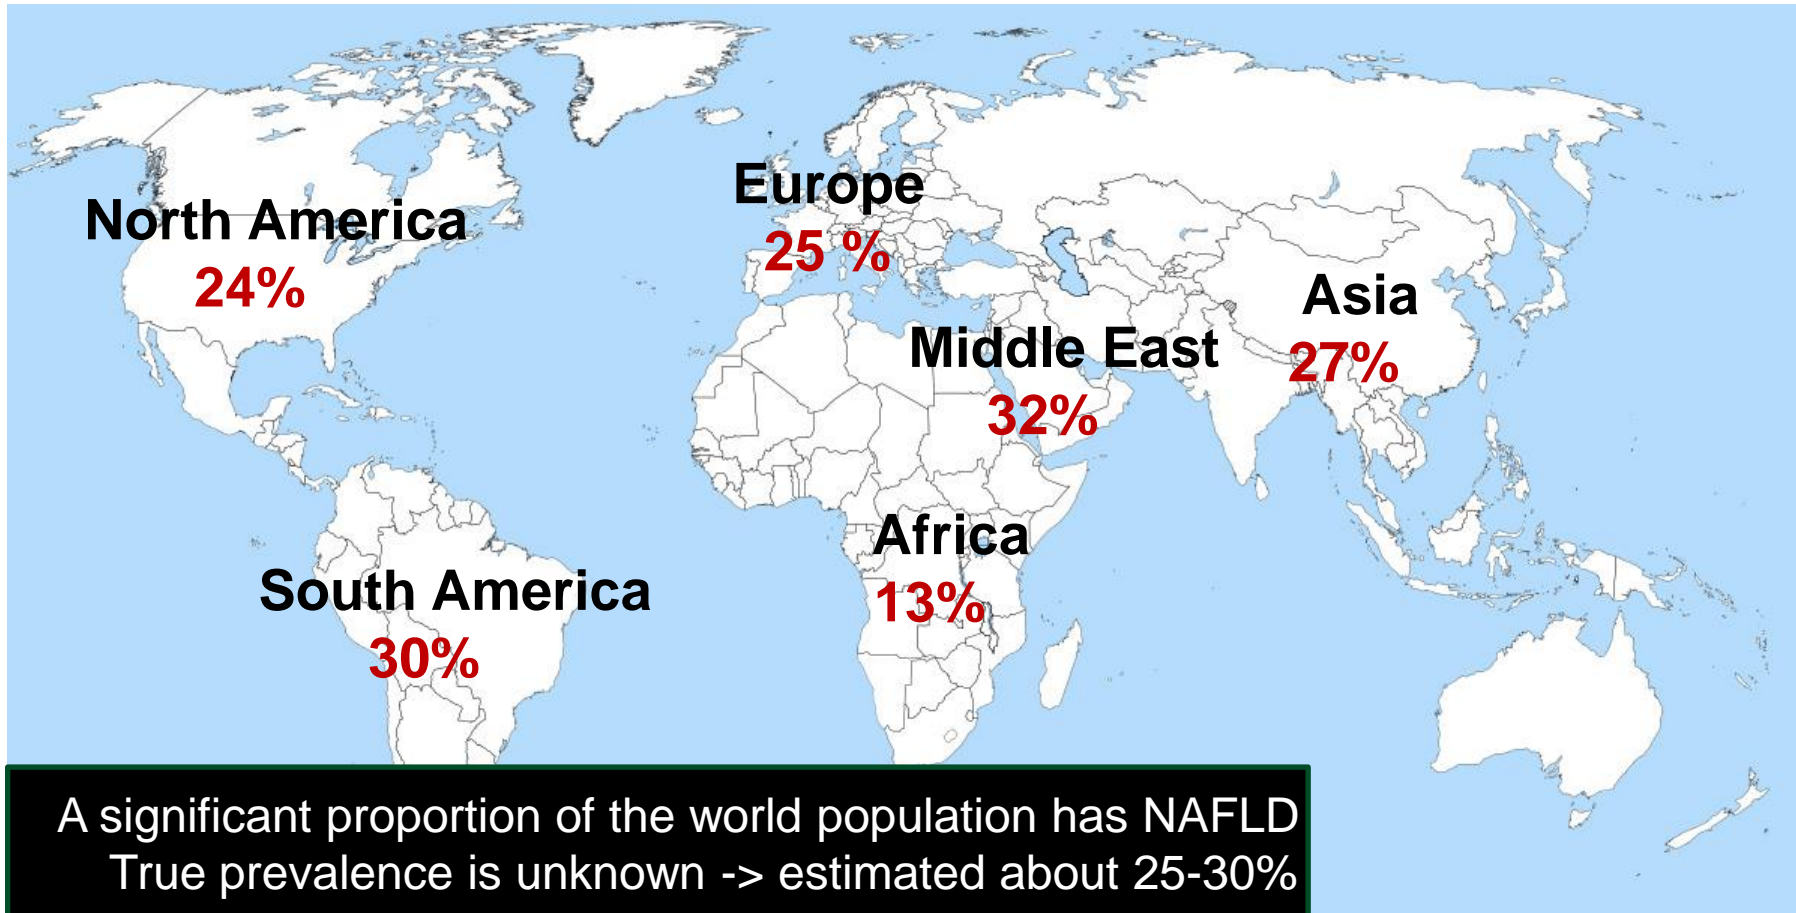 North America
24%
Europe
25 %
Asia
27%
Middle East
32%
Africa
13%
South America
30%
A significant proportion of the world population has NAFLD
True prevalence is unknown -> estimated about 25-30%